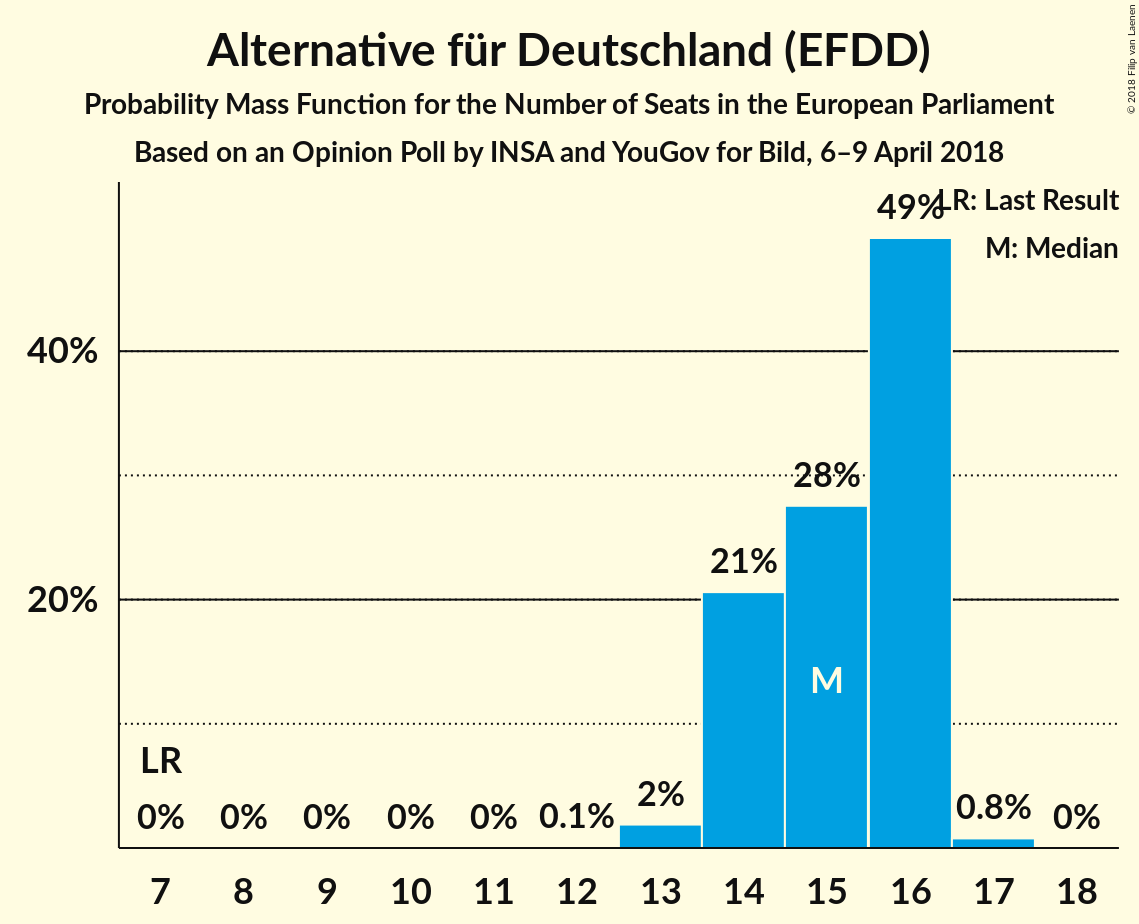 Alternative für Deutschland (EFDD)
Probability Mass Function for the Number of Seats in the European Parliament
Based on an Opinion Poll by INSA and YouGov for Bild, 6–9 April 2018
© 2018 Filip van Laenen
LR: Last Result
M: Median
49%
40%
28%
21%
20%
M
LR
0% 0% 0% 0% 0% 0.1% 2% 0.8% 0%
7 8 9 10 11 12 13 14 15 16 17 18